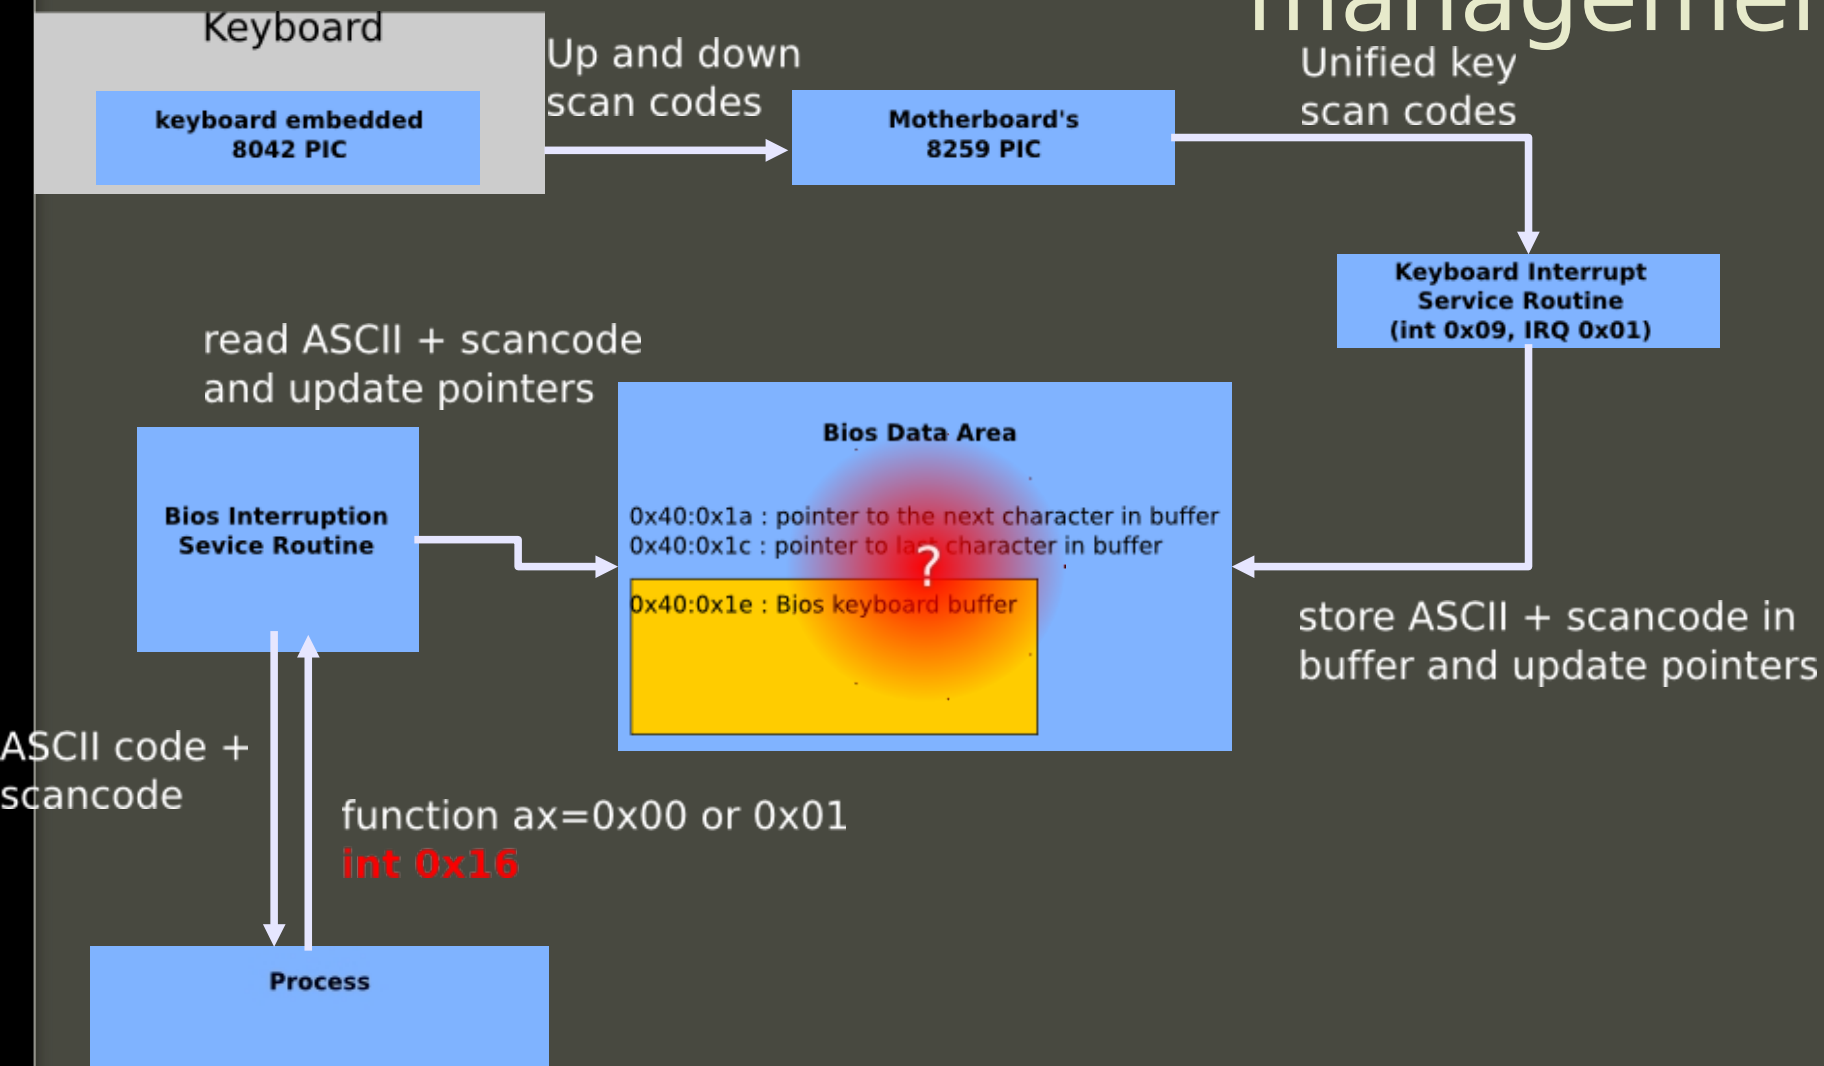 managemen
Keyboard
keyboard embedded
8042 PIC
Up and down
scan codes
Motherboard's
8259 PIC
Unified key
scan codes
Keyboard Interrupt
Service Routine
(int 0x09, IRQ 0x01)
read ASCII + scancode
and update pointers
Bios Data Area
0x40:0x1a : pointer to the next character in buffer
0x40:0x1c : pointer to last character in buffer
?
0x40:0x1e : Bios keyboard buffer
Bios Interruption
Sevice Routine
store ASCII + scancode in
buffer and update pointers
ASCII code +
scancode
function ax=0x00 or 0x01
int 0x16
Process